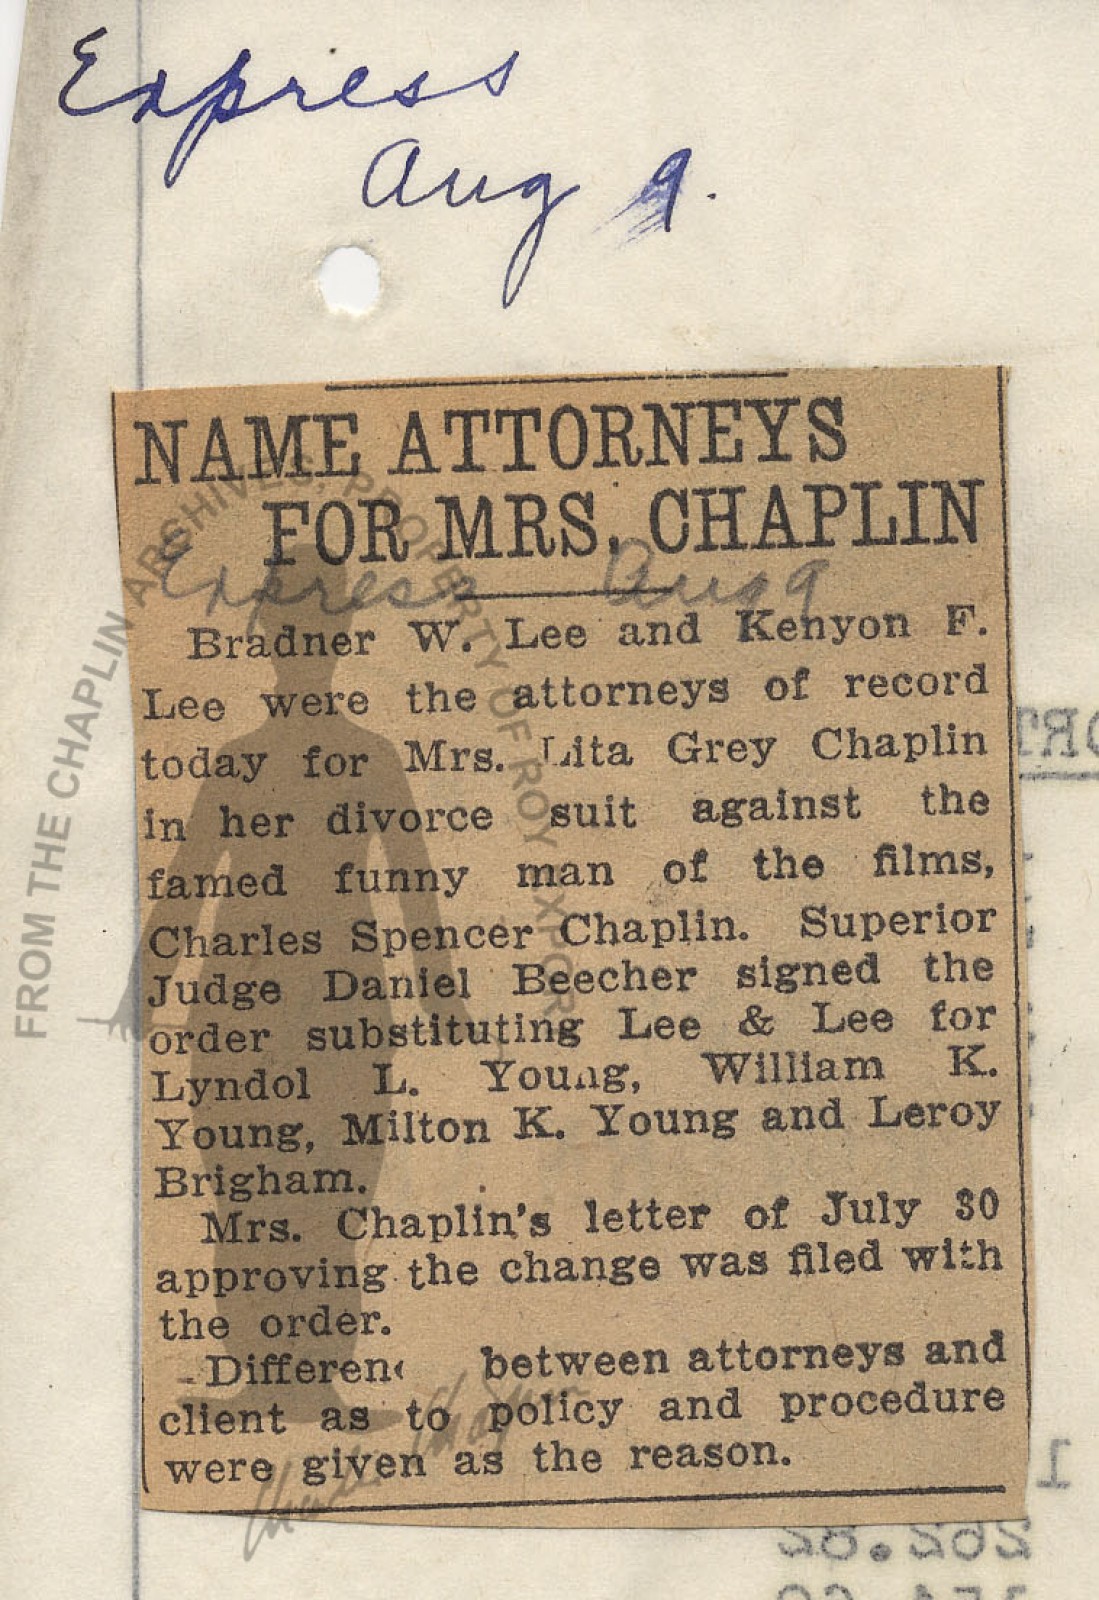 Express
Aug 9.
NAME ATTORNEYS
FOR MRS. CHAPLIN
Express Aug 9
Bradner W. Lee and Kenyon F.
Lee were the attorneys of record
today for Mrs. Lita Grey Chaplin
in her divorce suit against the
famed funny man of the films,
Charles Spencer Chaplin. Superior
Judge Daniel Beecher signed the
order substituting Lee & Lee for
Lyndol L. Young, William K.
Young, Milton K. Young and Leroy
Brigham.
Mrs. Chaplin's letter of July 30
approving the change was filed with
the order.
Differenc between attorneys and
client as to policy and procedure
were given as the reason.
FROM THE CHAPLIN ARCHIVES, PROPERTY OF ROY EXPORT
Charlie Chaplin
262.82